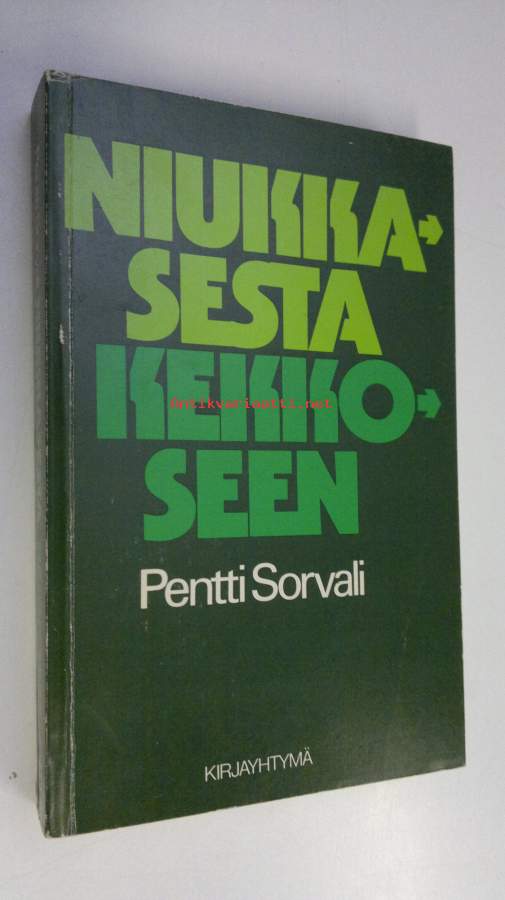 NIUKKA→
SESTA
KEKKO→
SEEN
Antikvariaatti.net
Pentti Sorvali
KIRJAYHTYMÄ